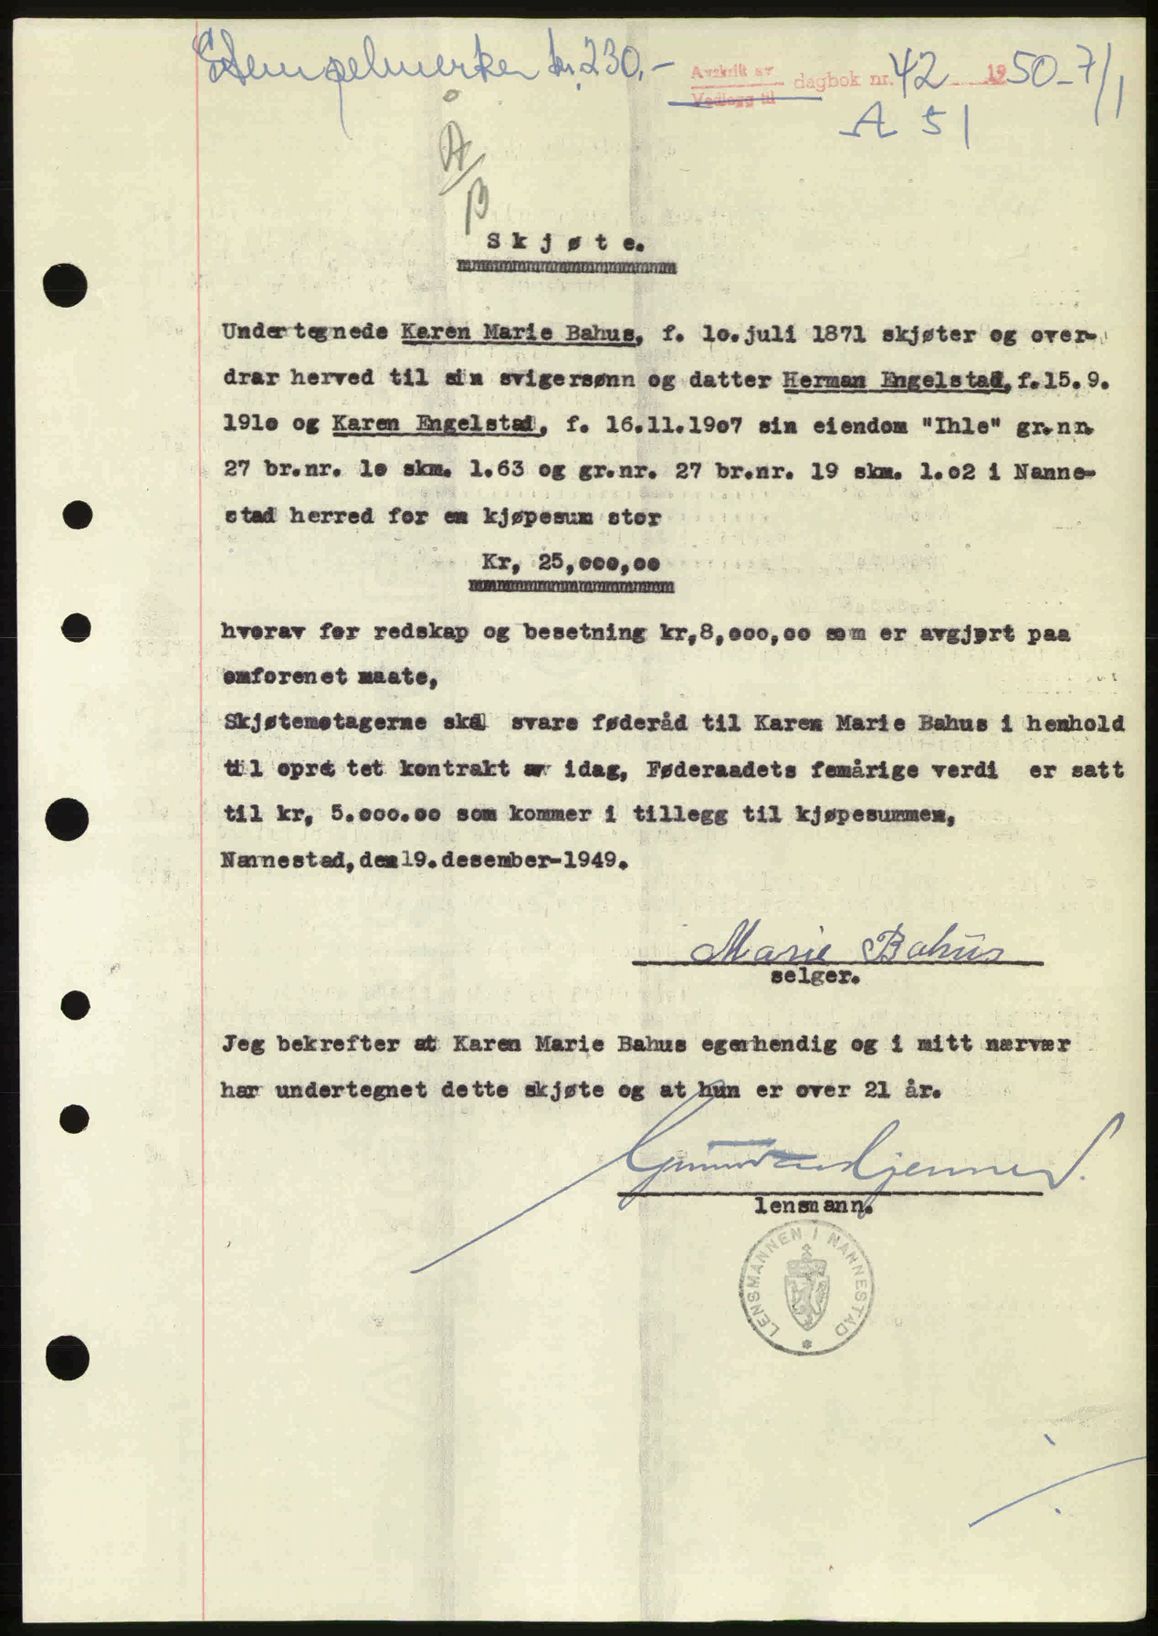 Stempelmerker kr. 230.-
Avskrift av
Vedlegg til dagbok nr. 42 1950 - 7/1
A 51
A/B
Skjøte.
Undertegnede Karen Marie Bahus, f. 10.juli 1871 skjøter og over-
drar herved til sin svigersønn og datter Herman Engelstad, f.15.9.
1910 og Karen Engelstad, f. 16.11.1907 sin eiendom "Ihle" gr.nr.
27 br.nr. 10 skm. 1.63 og gr.nr. 27 br.nr. 19 skm. 1.02 i Nanne-
stad herred for en kjøpesum stor
Kr, 25,000,00
hvorav for redskap og besetning kr,8,000,00 som er avgjørt paa
omforenet maate,
Skjøtemotagerne skal svare føderåd til Karen Marie Bahus i henhold
til opret tet kontrakt av idag, Føderaadets femårige verdi er satt
til kr, 5.000.00 som kommer i tillegg til kjøpesummen,
Nannestad, den 19.desember-1949.
Marie Bahus
selger.
Jeg bekrefter at Karen Marie Bahus egenhendig og i mitt nærvær
har undertegnet dette skjøte og at hun er over 21 år.
lensmann.
LENSMANNEN I NANNESTAD